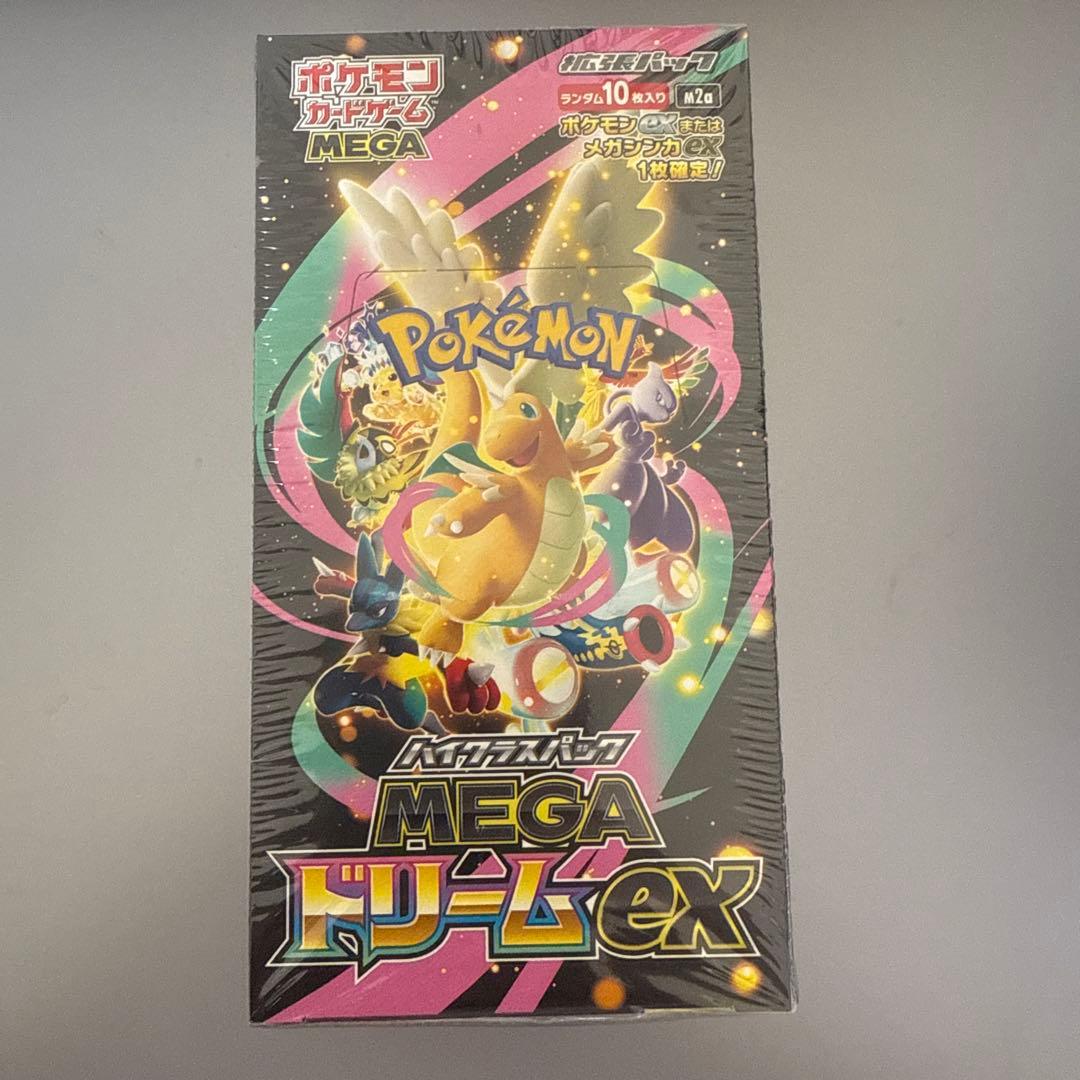 ポケモン
カードゲーム™
MEGA
拡張パック
ランダム10枚入り M2a
ポケモンexまたは
メガシンカex
1枚確定!
POKéMON
ハイクラスパック
MEGA
ドリームex